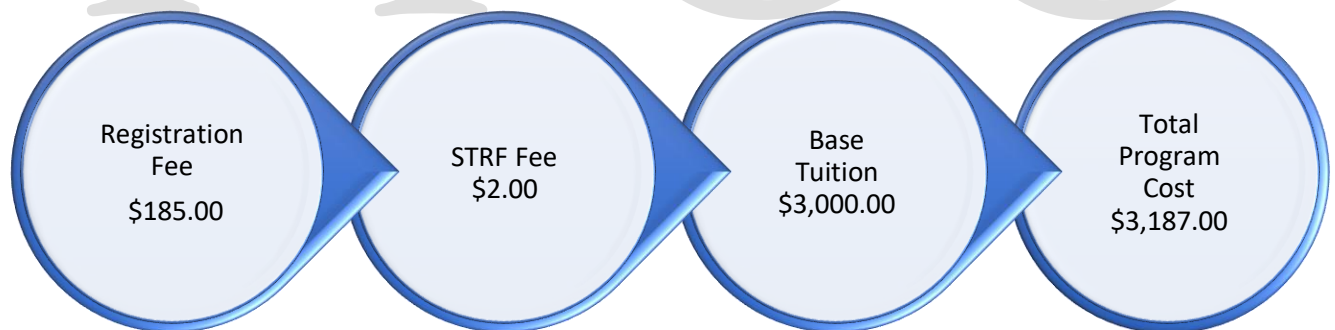 Registration
Fee
$185.00
STRF Fee
$2.00
Base
Tuition
$3,000.00
Total
Program
Cost
$3,187.00